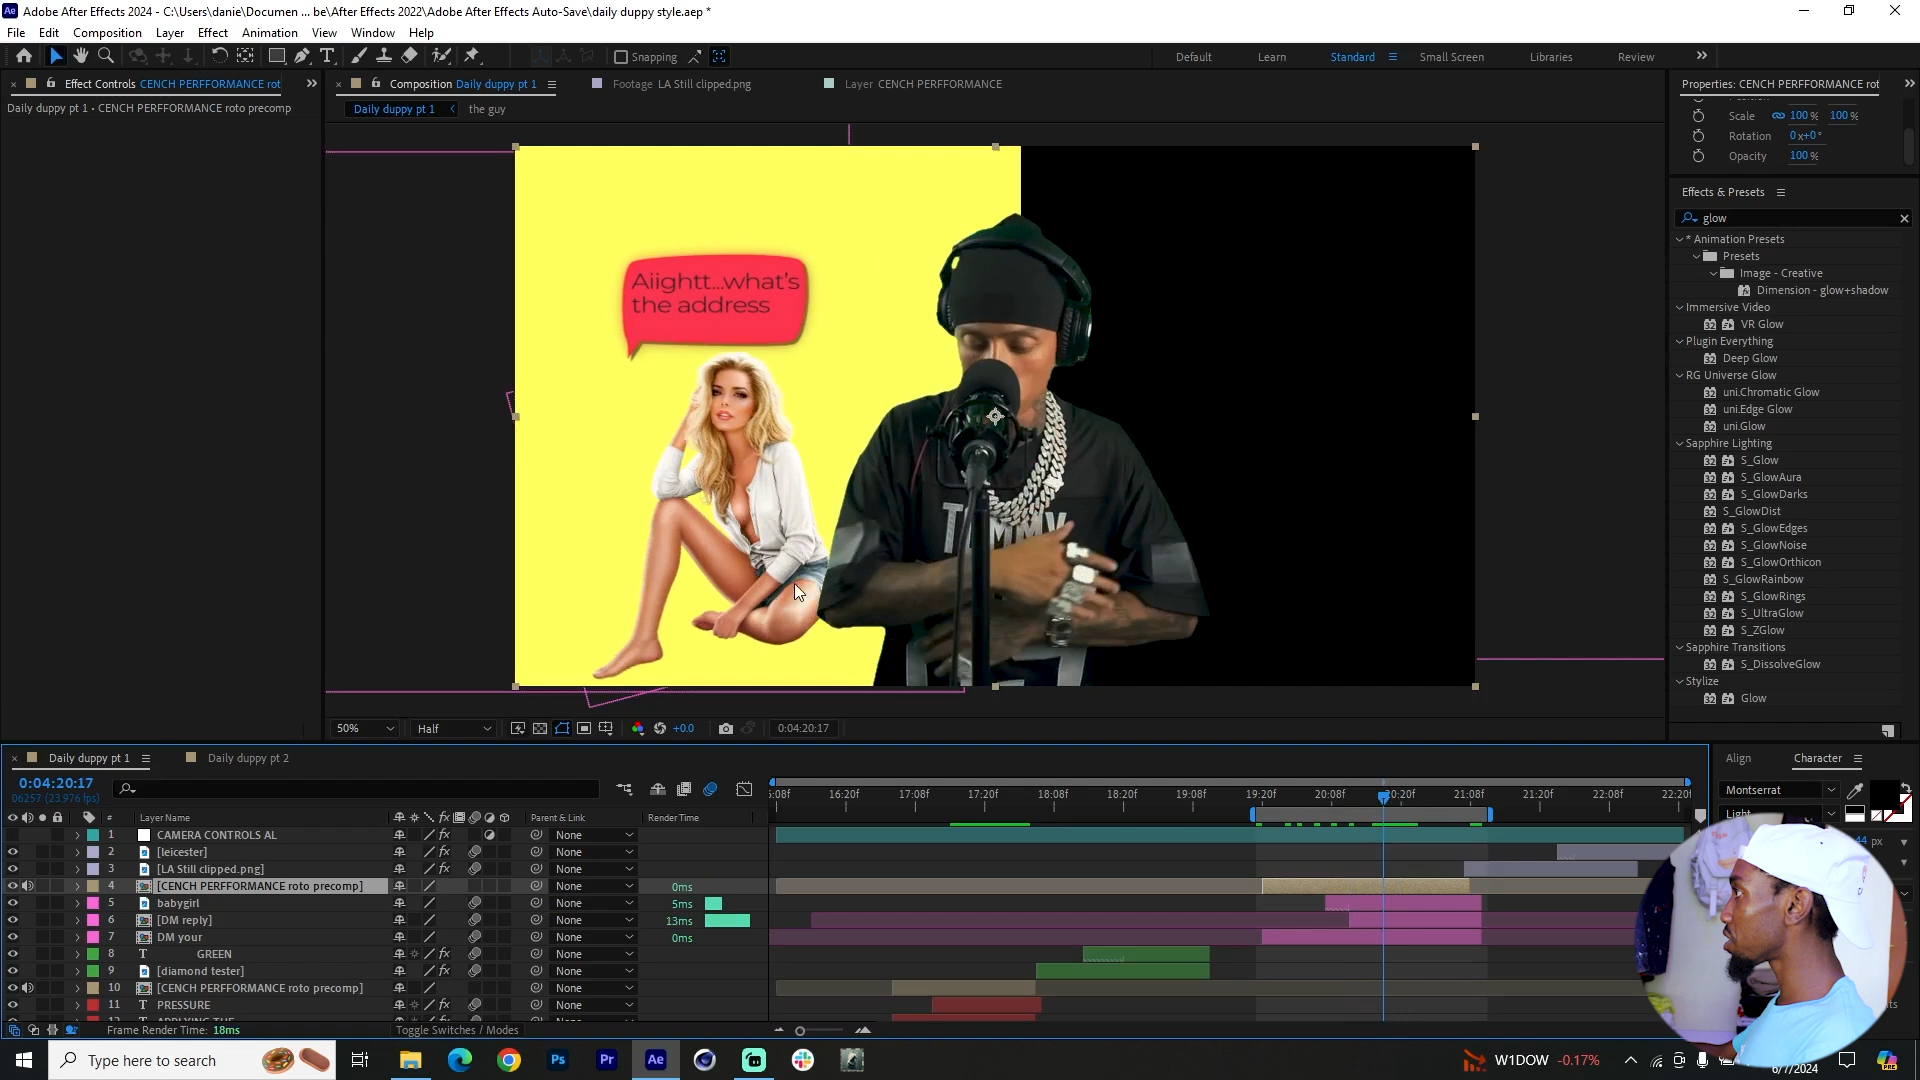 Adobe After Effects 2024 - C:\Users\danie\Documen ... be\After Effects 2022\Adobe After Effects Auto-Save\daily duppy style.aep *
File Edit Composition Layer Effect Animation View Window Help
Snapping
Default Learn Standard Small Screen Libraries Review
Effect Controls CENCH PERFFORMANCE rot
Daily duppy pt 1 • CENCH PERFFORMANCE roto precomp
Composition Daily duppy pt 1
Footage LA Still clipped.png
Layer CENCH PERFFORMANCE
Daily duppy pt 1
the guy
Aiightt...what's
the address
50%
Half
+0.0
0:04:20:17
Properties: CENCH PERFFORMANCE rot
Scale 100 % 100 %
Rotation 0x+0°
Opacity 100 %
Effects & Presets
glow
* Animation Presets
Presets
Image - Creative
Dimension - glow+shadow
Immersive Video
VR Glow
Plugin Everything
Deep Glow
RG Universe Glow
uni.Chromatic Glow
uni.Edge Glow
uni.Glow
Sapphire Lighting
S_Glow
S_GlowAura
S_GlowDarks
S_GlowDist
S_GlowEdges
S_GlowNoise
S_GlowOrthicon
S_GlowRainbow
S_GlowRings
S_UltraGlow
S_ZGlow
Sapphire Transitions
S_DissolveGlow
Stylize
Glow
Daily duppy pt 1
Daily duppy pt 2
0:04:20:17
06257 (23.976 fps)
5:08f 16:20f 17:08f 17:20f 18:08f 18:20f 19:08f 19:20f 20:08f 20:20f 21:08f 21:20f 22:08f 22:20f
# Layer Name Parent & Link Render Time
1 CAMERA CONTROLS AL None
2 [leicester] None
3 [LA Still clipped.png] None
4 [CENCH PERFFORMANCE roto precomp] None 0ms
5 babygirl None 5ms
6 [DM reply] None 13ms
7 DM your None 0ms
8 T GREEN None
9 [diamond tester] None
10 [CENCH PERFFORMANCE roto precomp] None
11 T PRESSURE None
Frame Render Time: 18ms
Toggle Switches / Modes
Align Character
Montserrat
Light
px
Type here to search
W1DOW -0.17%
6/7/2024